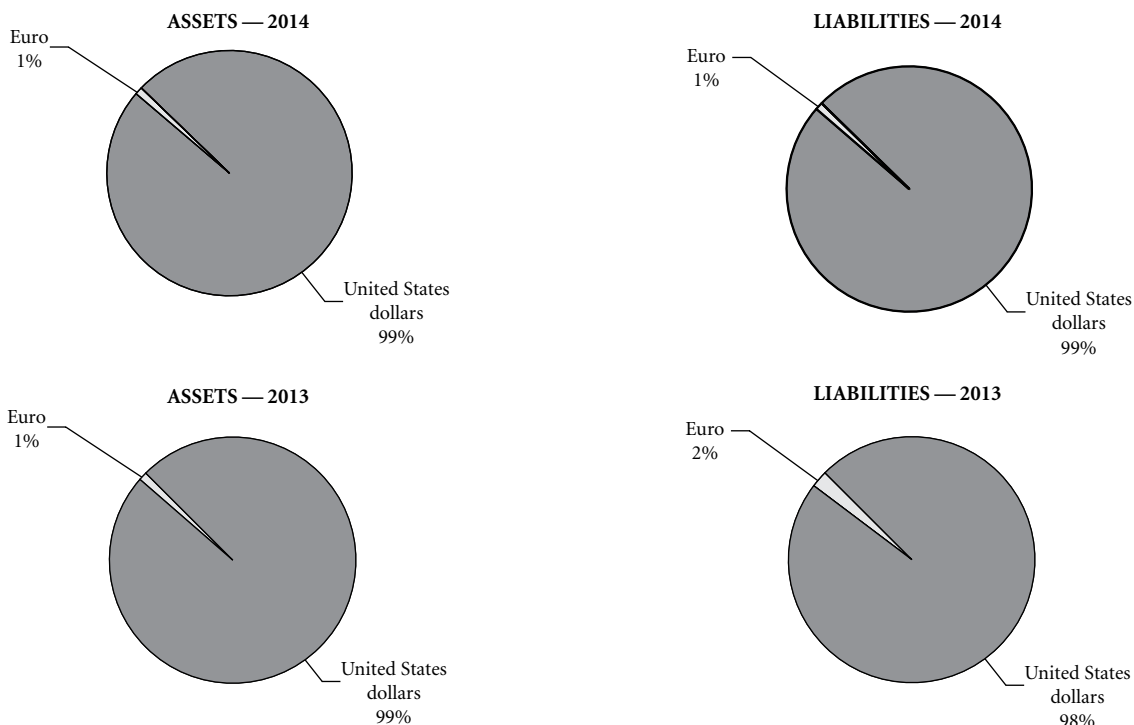 ASSETS — 2014
Euro
1%
United States
dollars
99%
LIABILITIES — 2014
Euro
1%
United States
dollars
99%
ASSETS — 2013
Euro
1%
United States
dollars
99%
LIABILITIES — 2013
Euro
2%
United States
dollars
98%